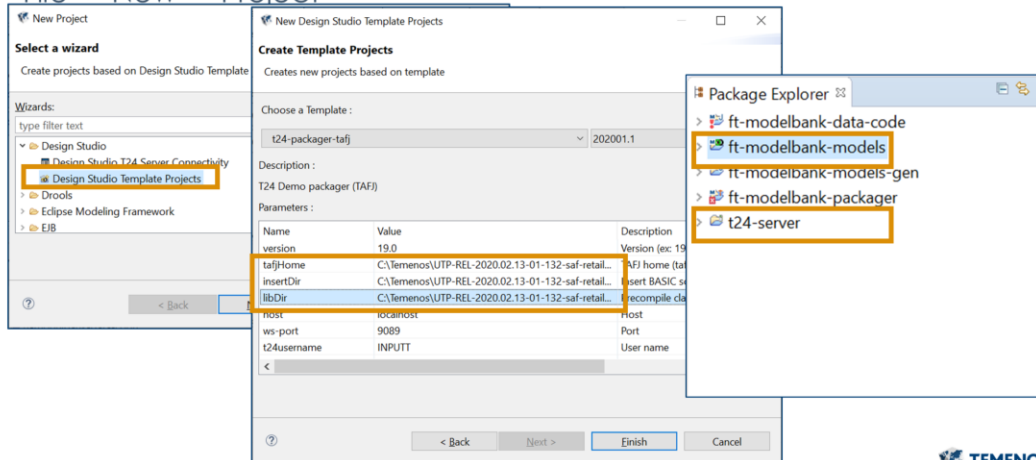 File New Project
New Project
Select a wizard
Create projects based on Design Studio Template
Wizards:
type filter text
Design Studio
Design Studio T24 Server Connectivity
Design Studio Template Projects
Drools
Eclipse Modeling Framework
EJB
< Back
New Design Studio Template Projects
Create Template Projects
Creates new projects based on template
Choose a Template :
t24-packager-tafj 202001.1
Description :
T24 Demo packager (TAFJ)
Parameters :
Name Value Description
version 19.0 Version (ex: 19
tafjHome C:\Temenos\UTP-REL-2020.02.13-01-132-saf-retail... TAFJ home (taf
insertDir C:\Temenos\UTP-REL-2020.02.13-01-132-saf-retail... Insert BASIC so
libDir C:\Temenos\UTP-REL-2020.02.13-01-132-saf-retail... Precompile cla
host localhost Host
ws-port 9089 Port
t24username INPUTT User name
< Back Next > Finish Cancel
Package Explorer
ft-modelbank-data-code
ft-modelbank-models
ft-modelbank-models-gen
ft-modelbank-packager
t24-server